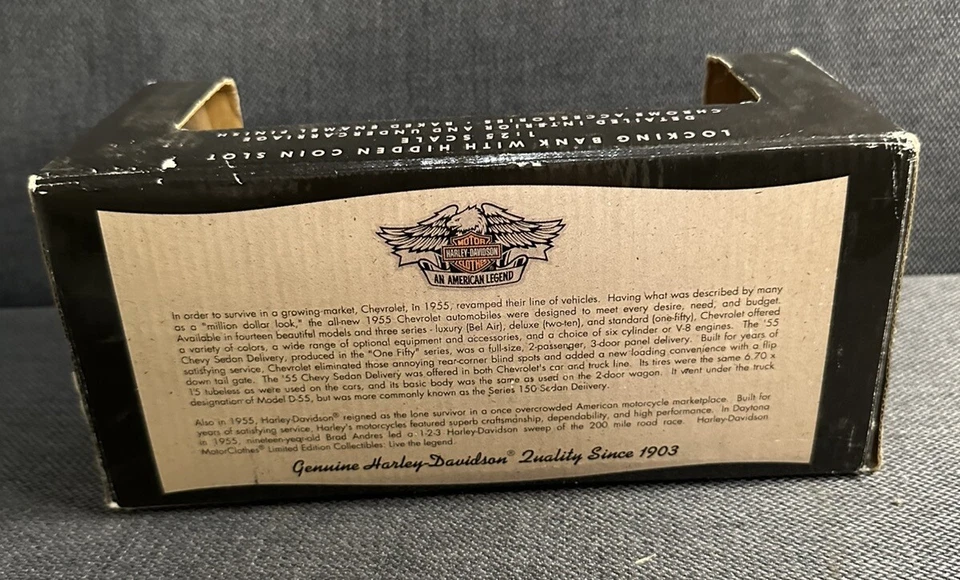 LOCKING BANK WITH HIDDEN COIN SLOT
1:25 SCALE
DETAILED INTERIOR AND UNDERCARRIAGE
CHROME ACCESSORIES • BAKED ENAMEL FINISH
MOTOR
HARLEY-DAVIDSON
CLOTHES
AN AMERICAN LEGEND
In order to survive in a growing-market, Chevrolet, in 1955, revamped their line of vehicles. Having what was described by many
as a "million dollar look," the all-new 1955 Chevrolet automobiles were designed to meet every desire, need, and budget.
Available in fourteen beautiful models and three series - luxury (Bel Air), deluxe (two-ten), and standard (one-fifty), Chevrolet offered
a variety of colors, a wide range of optional equipment and accessories, and a choice of six cylinder or V-8 engines. The '55
Chevy Sedan Delivery, produced in the "One Fifty" series, was a full-size, 2-passenger, 3-door panel delivery. Built for years of
satisfying service, Chevrolet eliminated those annoying rear-corner blind spots and added a new loading convenience with a flip
down tail gate. The '55 Chevy Sedan Delivery was offered in both Chevrolet's car and truck line. Its tires were the same 6.70 x
15 tubeless as were used on the cars, and its basic body was the same as used on the 2-door wagon. It went under the truck
designation of Model D-55, but was more commonly known as the Series 150 Sedan Delivery.
Also in 1955, Harley-Davidson® reigned as the lone survivor in a once overcrowded American motorcycle marketplace. Built for
years of satisfying service, Harley's motorcycles featured superb craftsmanship, dependability, and high performance. In Daytona
in 1955, nineteen-year-old Brad Andres led a 1-2-3 Harley-Davidson sweep of the 200 mile road race. Harley-Davidson
MotorClothes® Limited Edition Collectibles: Live the legend.
Genuine Harley-Davidson® Quality Since 1903